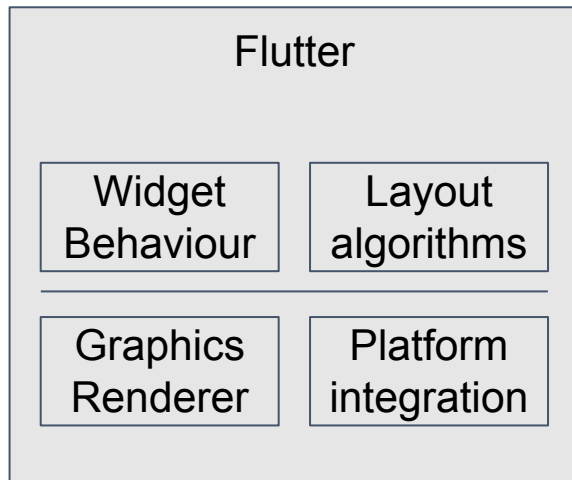 Flutter
Widget
Behaviour
Layout
algorithms
Graphics
Renderer
Platform
integration